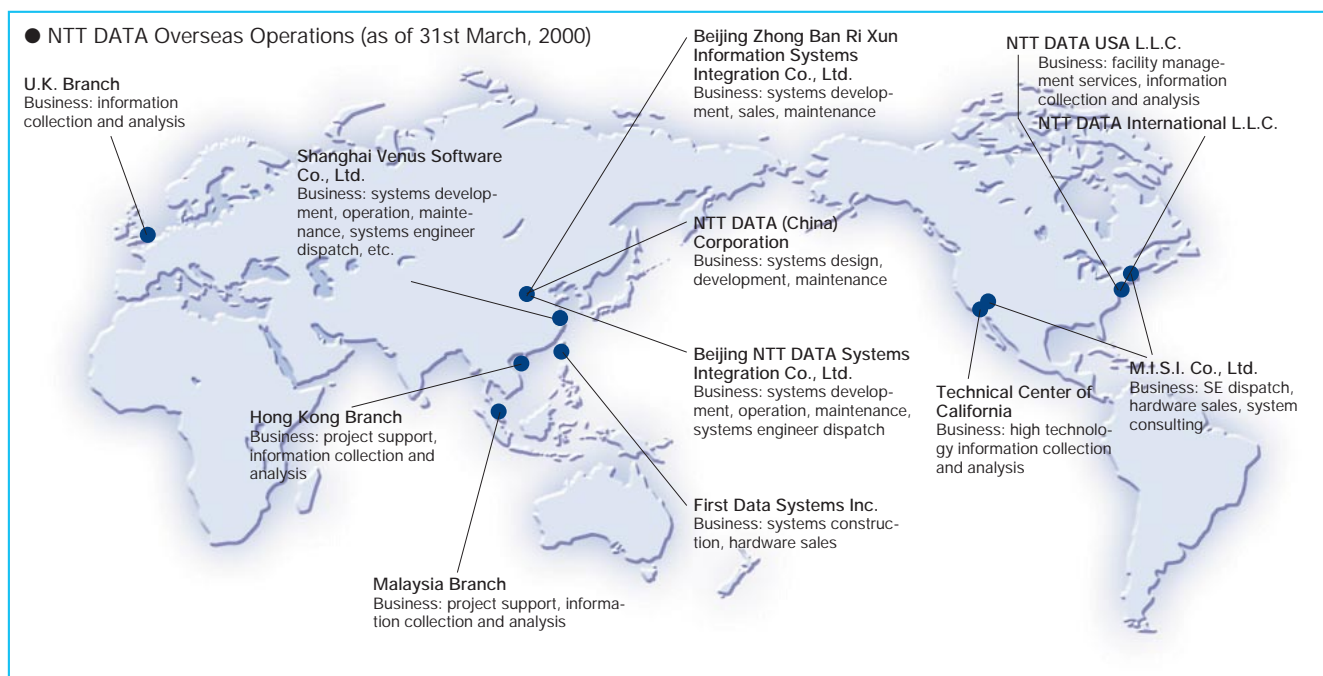 ● NTT DATA Overseas Operations (as of 31st March, 2000)
U.K. Branch
Business: information
collection and analysis
Shanghai Venus Software
Co., Ltd.
Business: systems develop-
ment, operation, mainte-
nance, systems engineer
dispatch, etc.
Beijing Zhong Ban Ri Xun
Information Systems
Integration Co., Ltd.
Business: systems develop-
ment, sales, maintenance
NTT DATA (China)
Corporation
Business: systems design,
development, maintenance
Beijing NTT DATA Systems
Integration Co., Ltd.
Business: systems develop-
ment, operation, maintenance,
systems engineer dispatch
Hong Kong Branch
Business: project support,
information collection and
analysis
First Data Systems Inc.
Business: systems construc-
tion, hardware sales
Malaysia Branch
Business: project support, informa-
tion collection and analysis
NTT DATA USA L.L.C.
Business: facility manage-
ment services, information
collection and analysis
NTT DATA International L.L.C.
Technical Center of
California
Business: high technolo-
gy information collection
and analysis
M.I.S.I. Co., Ltd.
Business: SE dispatch,
hardware sales, system
consulting